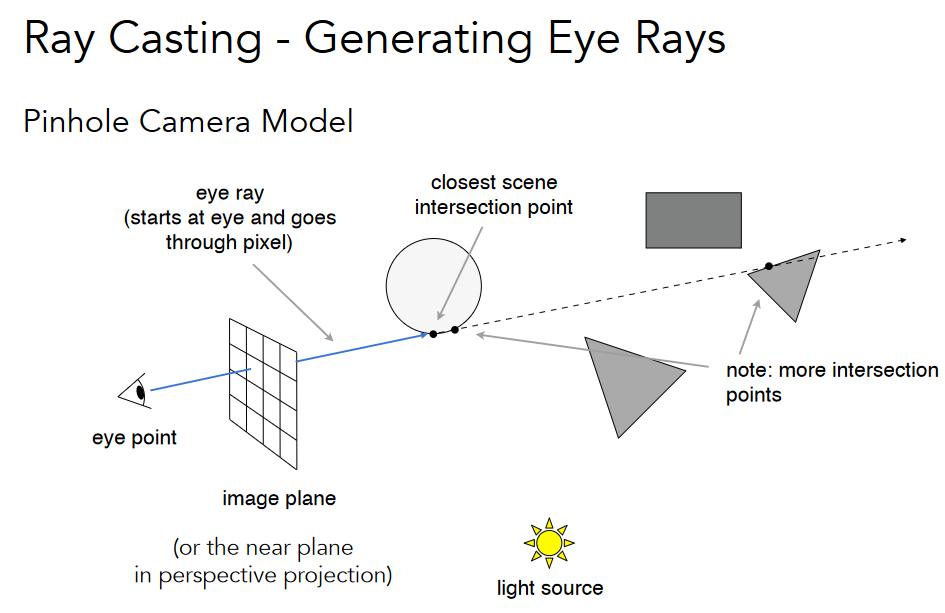 Ray Casting - Generating Eye Rays
Pinhole Camera Model
eye ray
(starts at eye and goes
through pixel)
closest scene
intersection point
note: more intersection
points
eye point
image plane
(or the near plane
in perspective projection)
light source